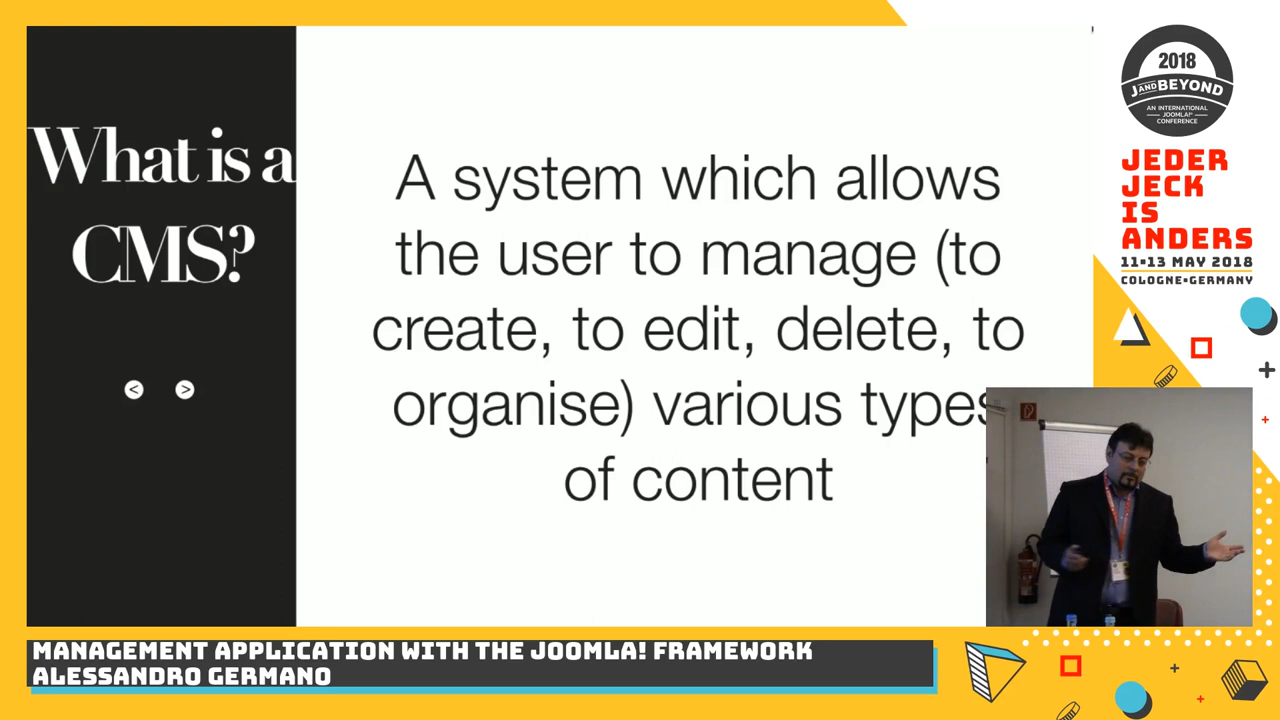 What is a
CMS?
<
>
A system which allows
the user to manage (to
create, to edit, delete, to
organise) various types
of content
2018
J AND BEYOND
AN INTERNATIONAL
JOOMLA!®
CONFERENCE
JEDER
JECK
IS
ANDERS
11•13 MAY 2018
COLOGNE•GERMANY
MANAGEMENT APPLICATION WITH THE JOOMLA! FRAMEWORK
ALESSANDRO GERMANO